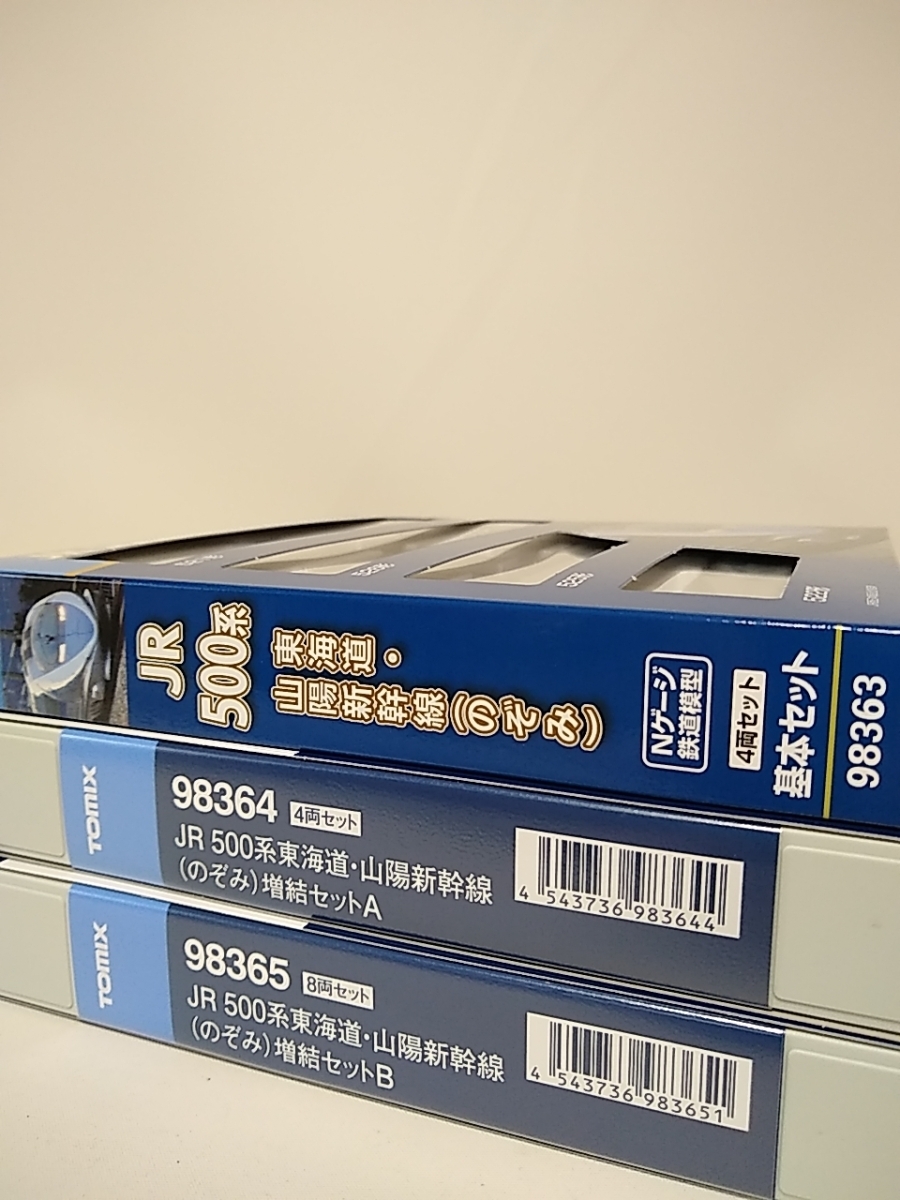 JR
500系
東海道・
山陽新幹線(のぞみ)
Nゲージ
鉄道模型
4両セット
基本セット
98363
TOMIX
98364 4両セット
JR 500系東海道・山陽新幹線
(のぞみ)増結セットA
4 543736 983644
TOMIX
98365 8両セット
JR 500系東海道・山陽新幹線
(のぞみ)増結セットB
4 543736 983651